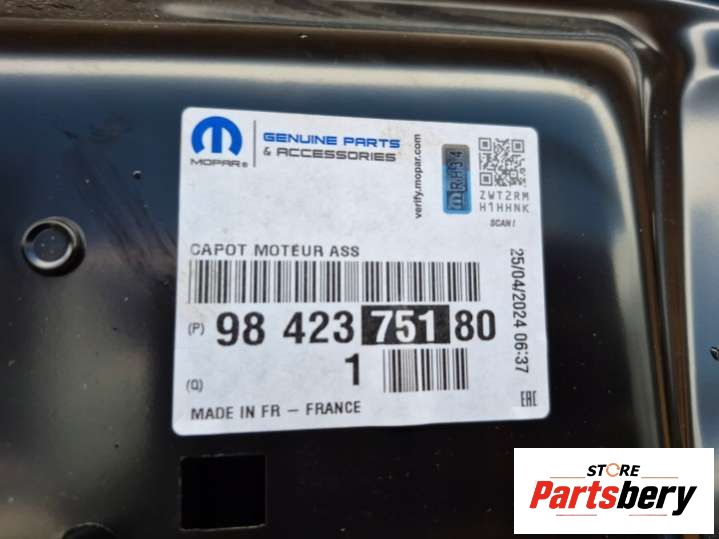 MOPAR®
GENUINE PARTS
& ACCESSORIES
verify.mopar.com
m RH34
ZWT2RM
H1HHNK
SCAN!
CAPOT MOTEUR ASS
(P) 98 423 751 80
(Q) 1
MADE IN FR – FRANCE
25/04/2024 06:37
EAC
STORE
Partsbery